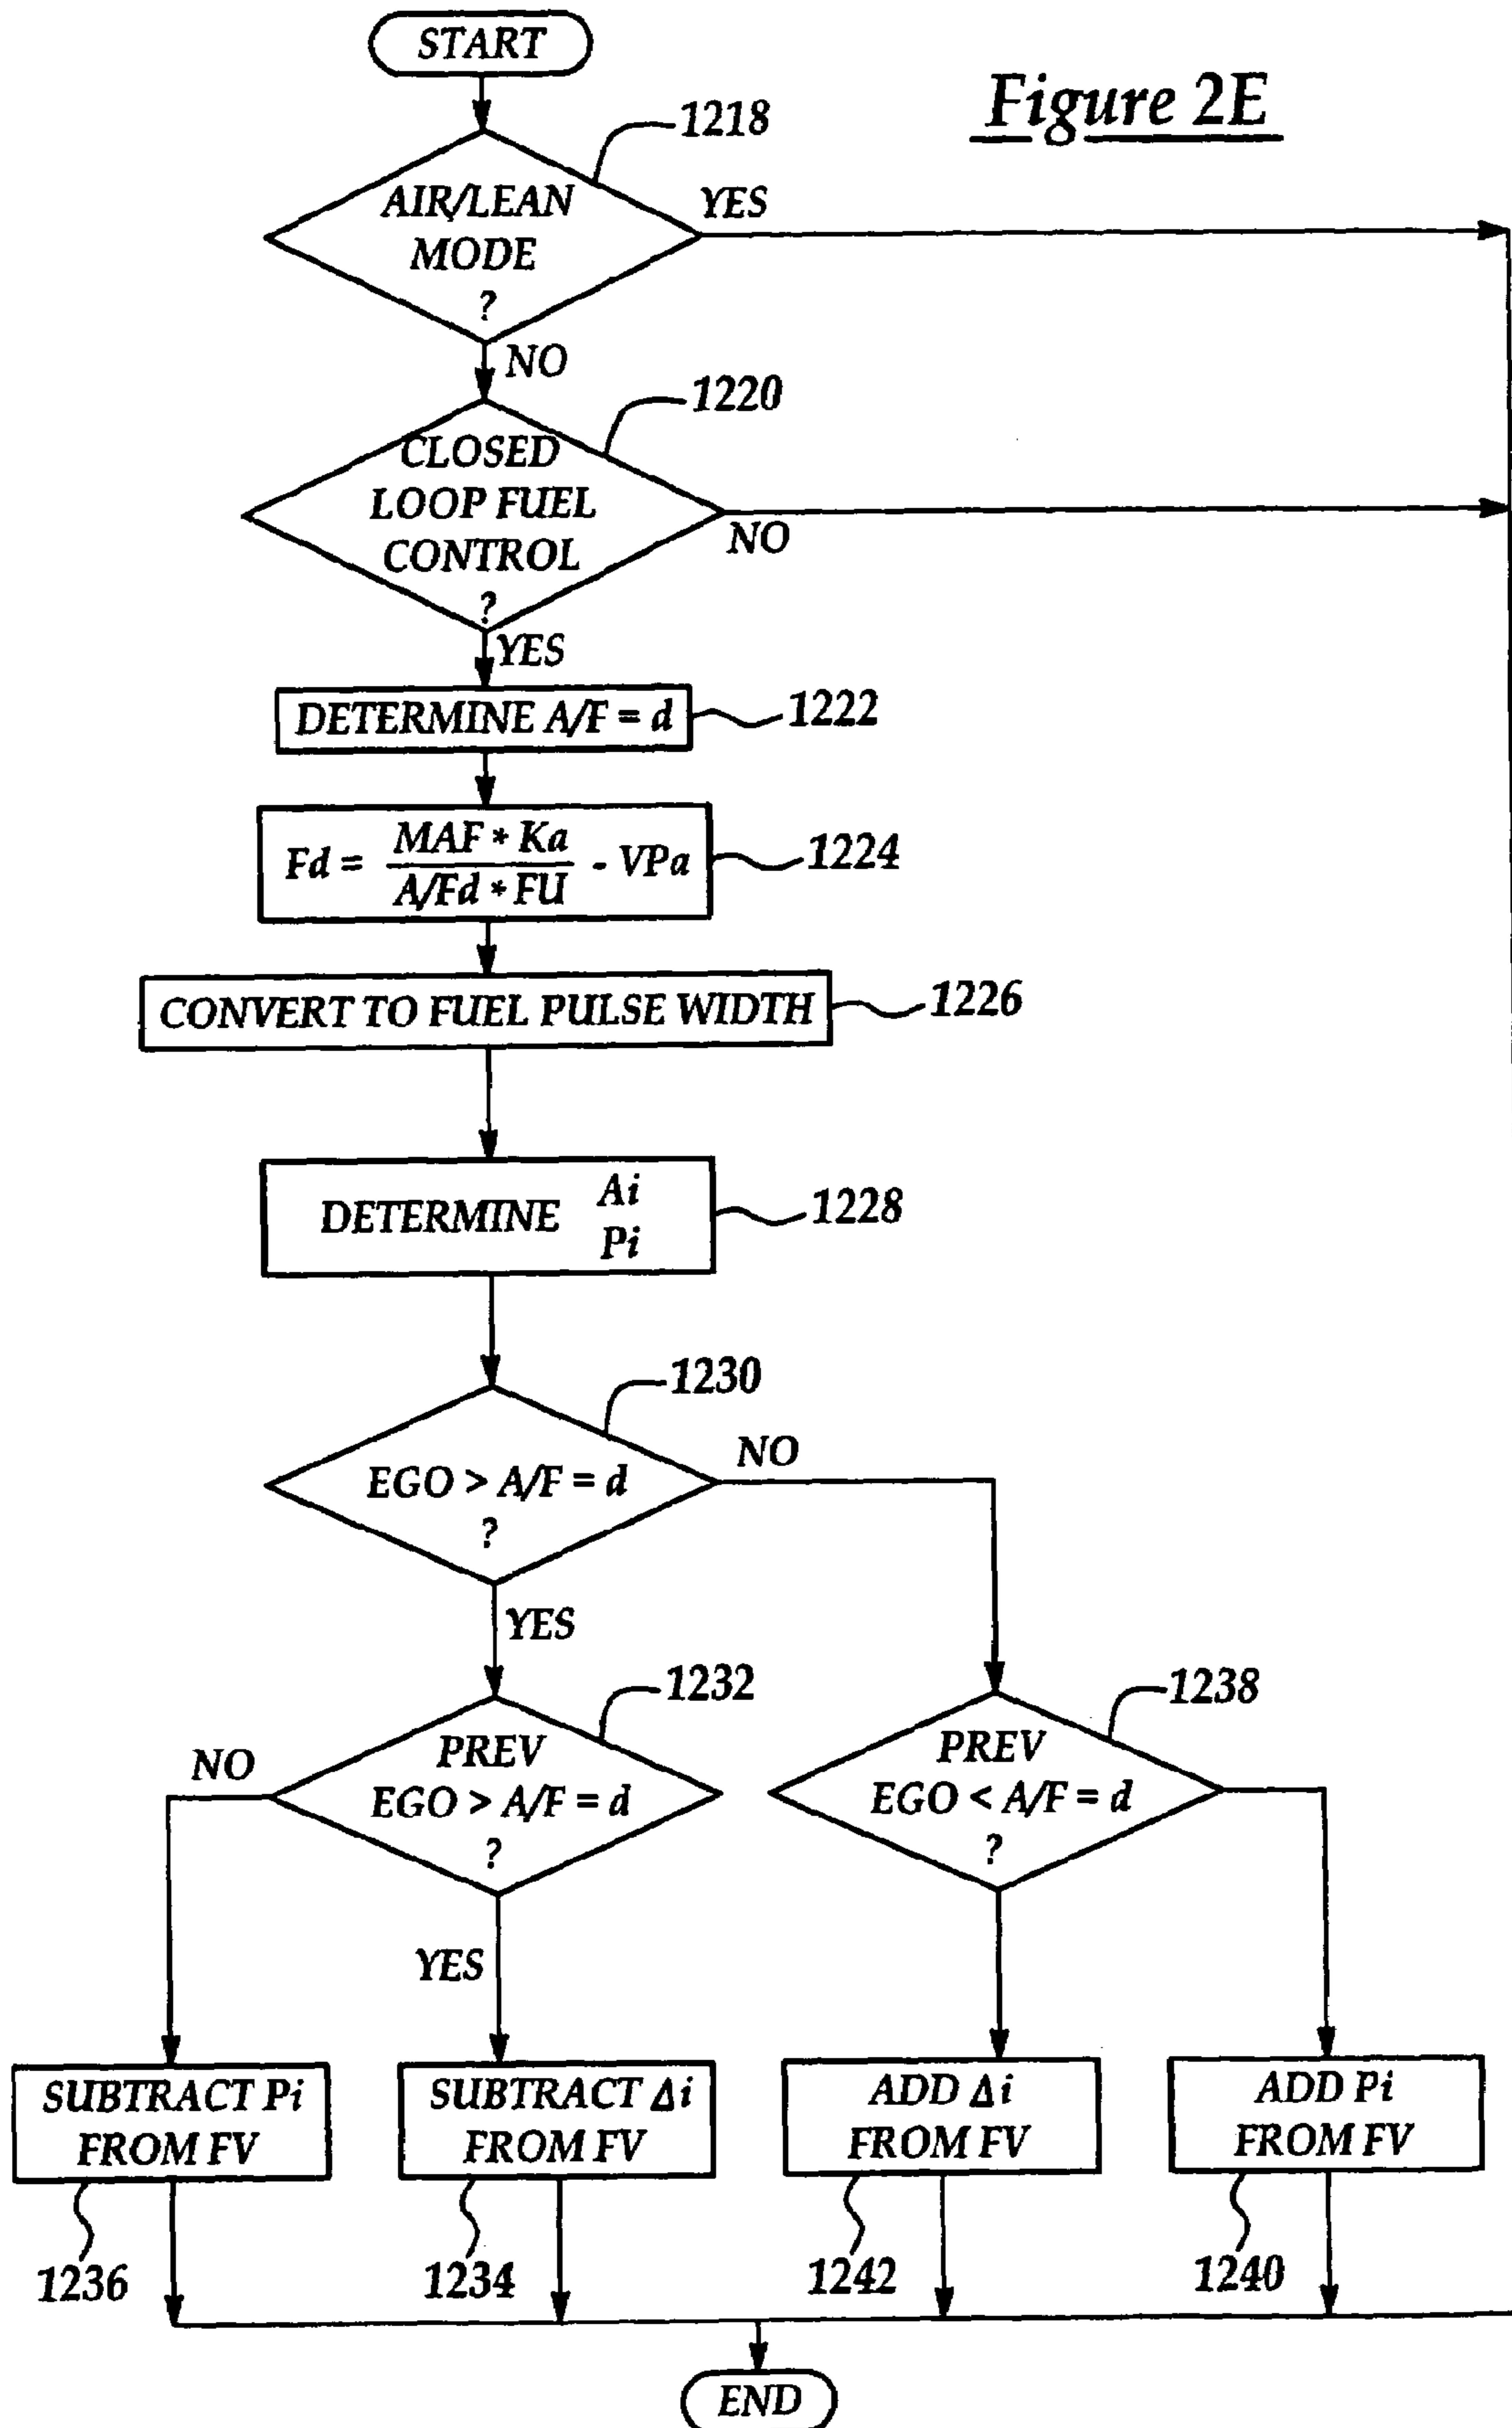 START
Figure 2E
1218
AIR/LEAN
MODE
?
YES
NO
1220
CLOSED
LOOP FUEL
CONTROL
?
NO
YES
DETERMINE A/F = d
1222
Fd = MAF * Ka / A/Fd * FU - VPa
1224
CONVERT TO FUEL PULSE WIDTH
1226
DETERMINE Ai
Pi
1228
1230
EGO > A/F = d
?
NO
YES
1232
PREV
EGO > A/F = d
?
NO
YES
1238
PREV
EGO < A/F = d
?
SUBTRACT Pi
FROM FV
SUBTRACT Δi
FROM FV
ADD Δi
FROM FV
ADD Pi
FROM FV
1236
1234
1242
1240
END